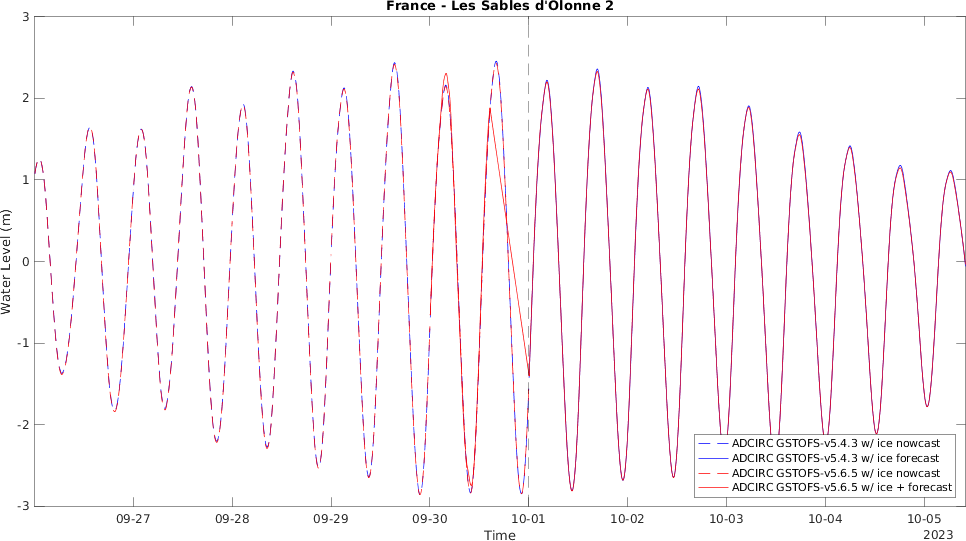 France - Les Sables d'Olonne 2
3
2
1
0
-1
-2
-3
Water Level (m)
09-27
09-28
09-29
09-30
10-01
10-02
10-03
10-04
10-05
Time
2023
ADCIRC GSTOFS-v5.4.3 w/ ice nowcast
ADCIRC GSTOFS-v5.4.3 w/ ice forecast
ADCIRC GSTOFS-v5.6.5 w/ ice nowcast
ADCIRC GSTOFS-v5.6.5 w/ ice + forecast